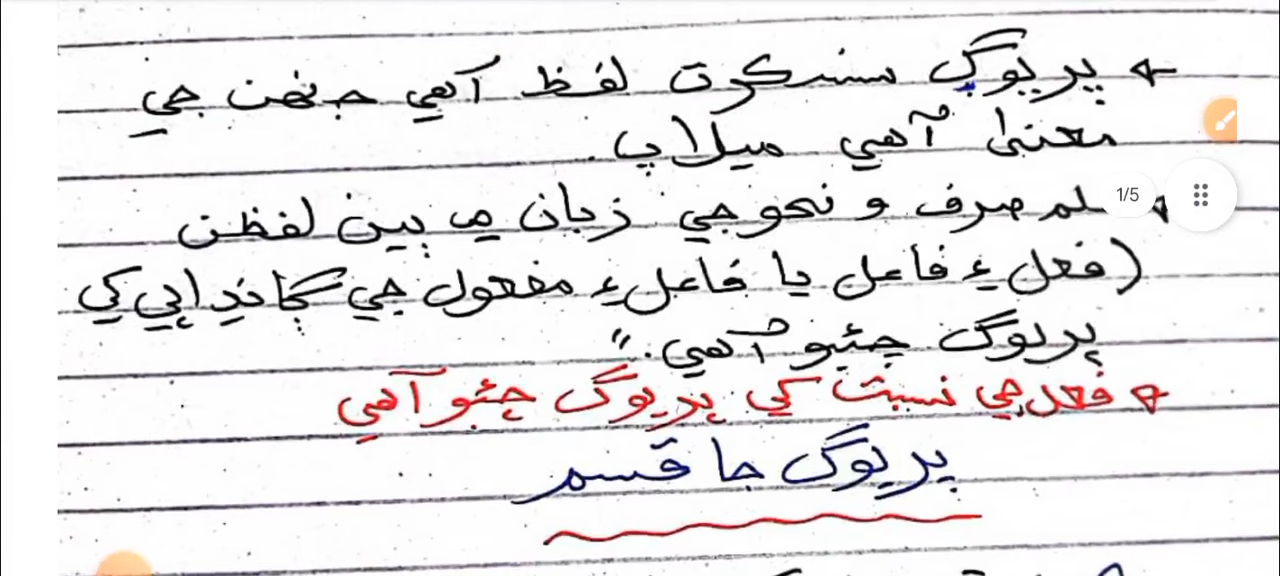 پريوگ سنسڪرت لفظ آهي جنهن جي
معنيٰ آهي ميلاپ.
علم صرف و نحو جي زبان ۾ ٻين لفظن
(فعل ۽ فاعل يا فاعل ۽ مفعول جي ڳانڍاپي کي
پريوگ چئبو آهي."
فعل جي نسبت کي پريوگ چئبو آهي
پريوگ جا قسم
1/5